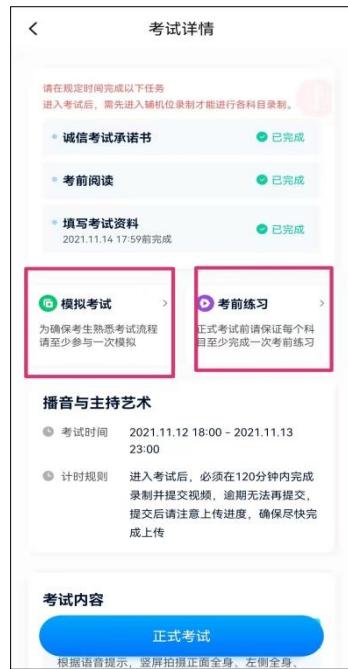 考试详情
请在规定时间完成以下任务
进入考试后，需先进入辅机位录制才能进行各科目录制。
诚信考试承诺书
已完成
考前阅读
已完成
填写考试资料
2021.11.14 17:59前完成
已完成
模拟考试
为确保考生熟悉考试流程
请至少参与一次模拟
考前练习
正式考试前请保证每个科
目至少完成一次考前练习
播音与主持艺术
考试时间
2021.11.12 18:00 - 2021.11.13
23:00
计时规则
进入考试后，必须在120分钟内完成
录制并提交视频，逾期无法再提交，
提交后请注意上传进度，确保尽快完
成上传
考试内容
正式考试
根据语音提示，竖屏拍摄正面全身、左侧全身、